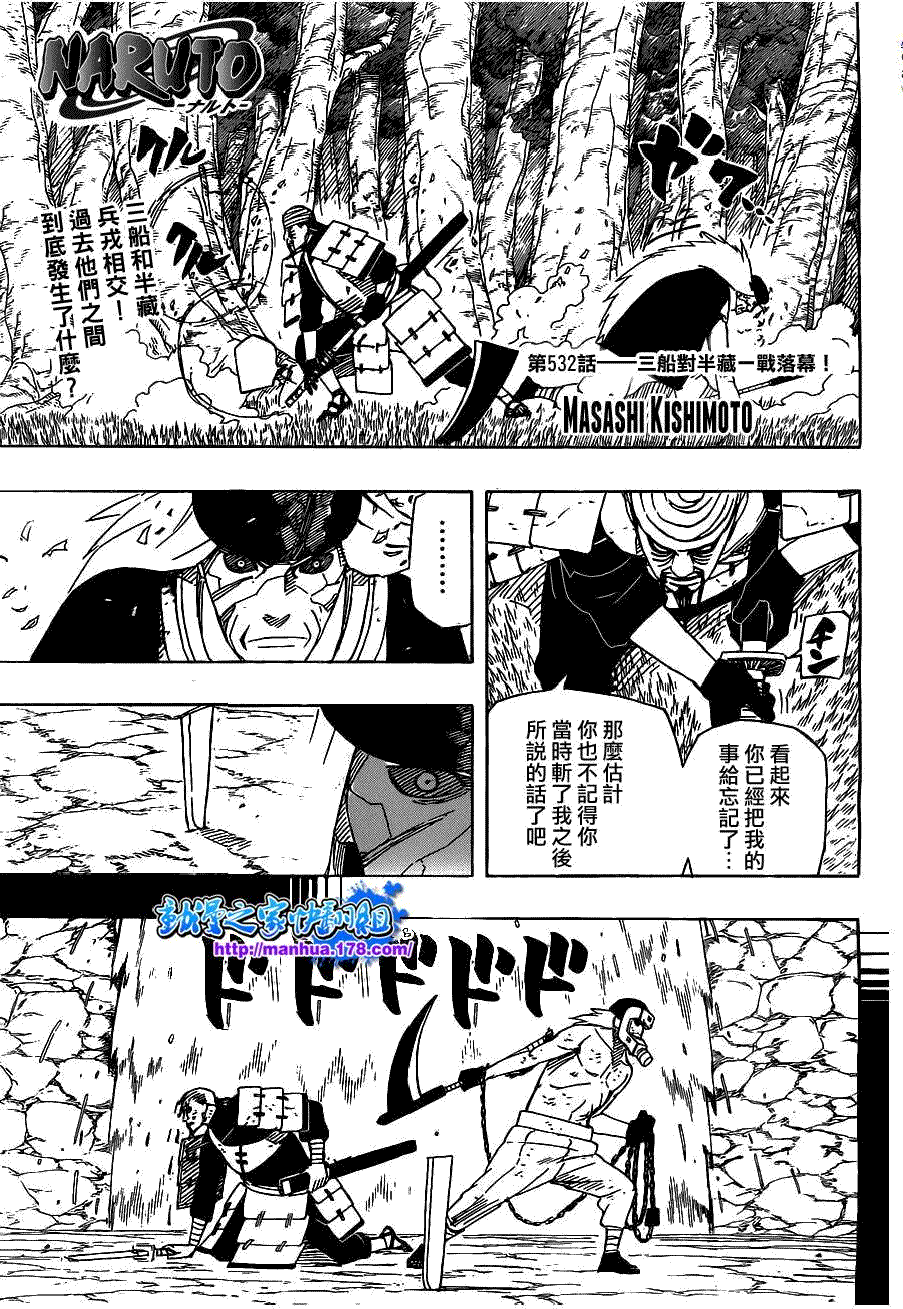 NARUTO
-ナルト-
クル
クル
ガク…
三船和半藏
兵戎相交！
過去他們之間
到底發生了什麼？
第532話——三船對半藏一戰落幕！
MASASHI KISHIMOTO
チン
看起來
你已經把我的
事給忘記了…
那麼估計
你也不記得你
當時斬了我之後
所說的話了吧
………
動漫之家快翻組
http://manhua.178.com/
ドドドドドド